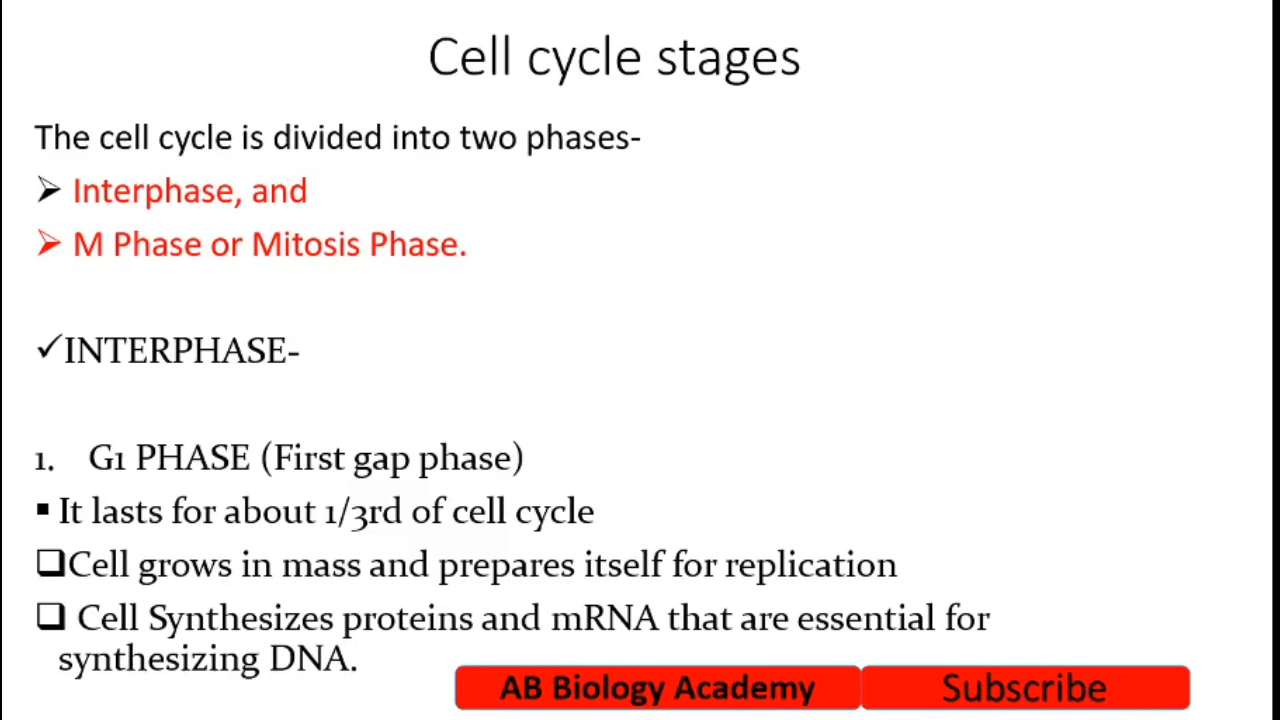 Cell cycle stages
The cell cycle is divided into two phases-
➢ Interphase, and
➢ M Phase or Mitosis Phase.
✓INTERPHASE-
1. G1 PHASE (First gap phase)
▪ It lasts for about 1/3rd of cell cycle
❑Cell grows in mass and prepares itself for replication
❑ Cell Synthesizes proteins and mRNA that are essential for
synthesizing DNA.
AB Biology Academy Subscribe